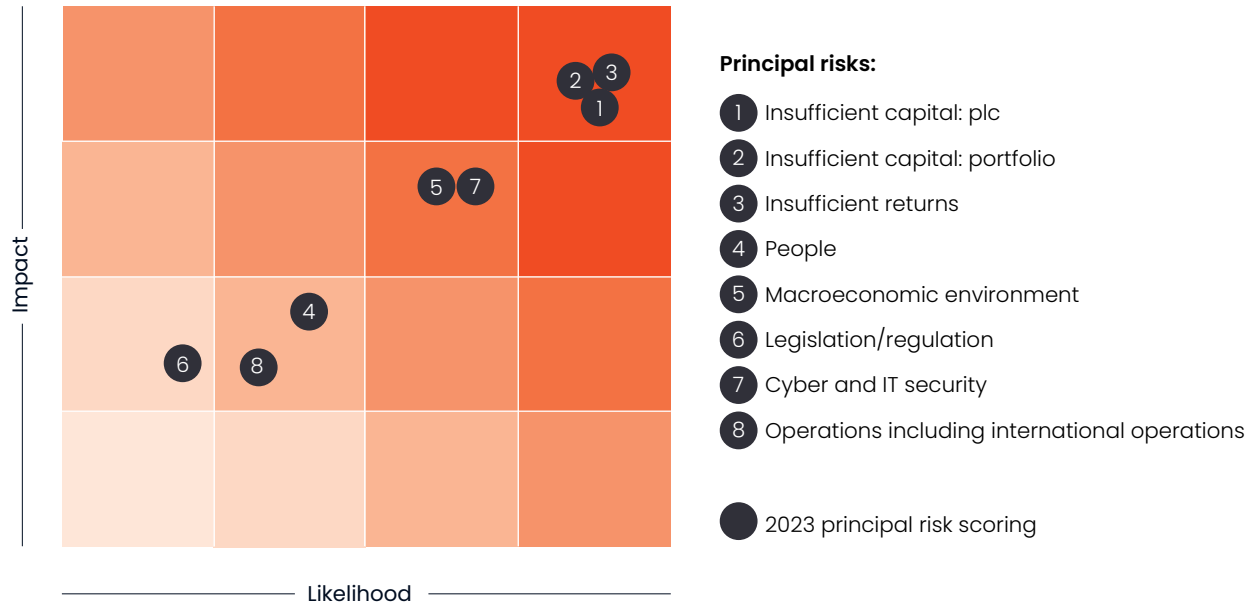 Impact
2
3
1
5
7
4
6
8
Likelihood
Principal risks:
1 Insufficient capital: plc
2 Insufficient capital: portfolio
3 Insufficient returns
4 People
5 Macroeconomic environment
6 Legislation/regulation
7 Cyber and IT security
8 Operations including international operations
2023 principal risk scoring